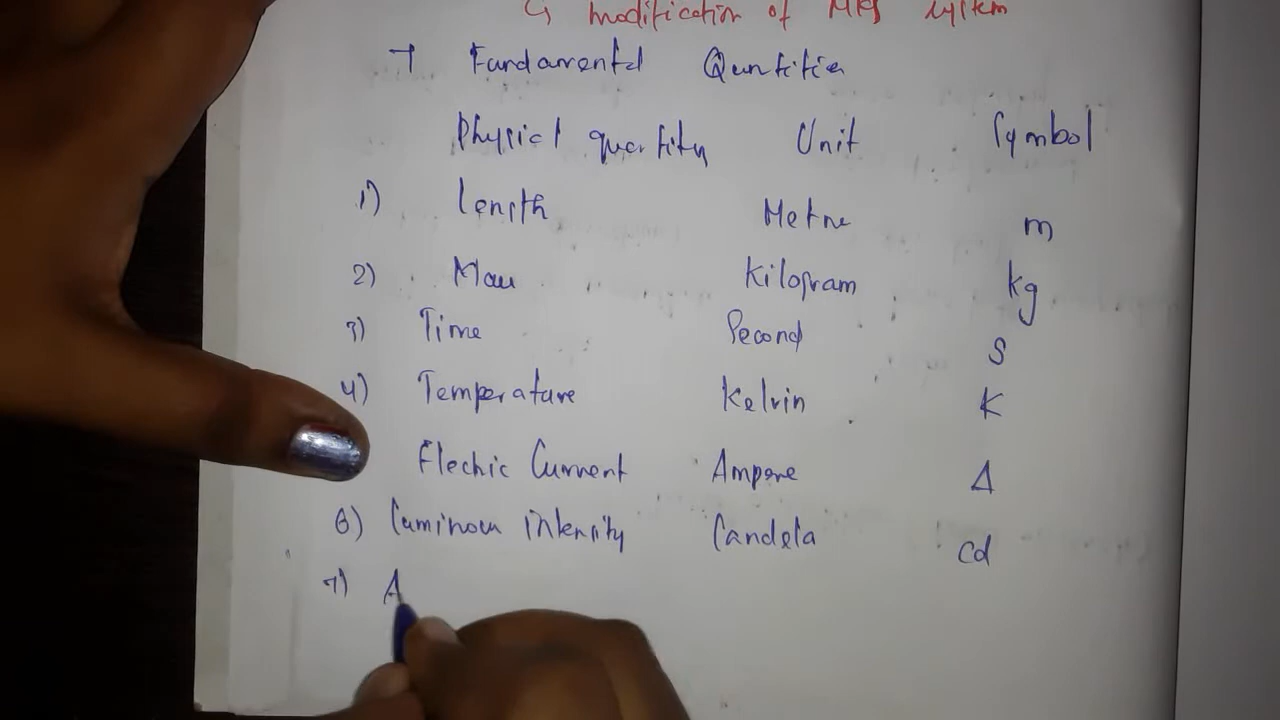 ↳ modification of MKS system
→ Fundamental Quntitie
Physical quantity Unit Symbol
1) Length Metre m
2) Mass Kilogram kg
3) Time Second S
4) Temperature Kelvin K
Electric Current Ampere A
6) Luminous intensity Candela cd
7) A